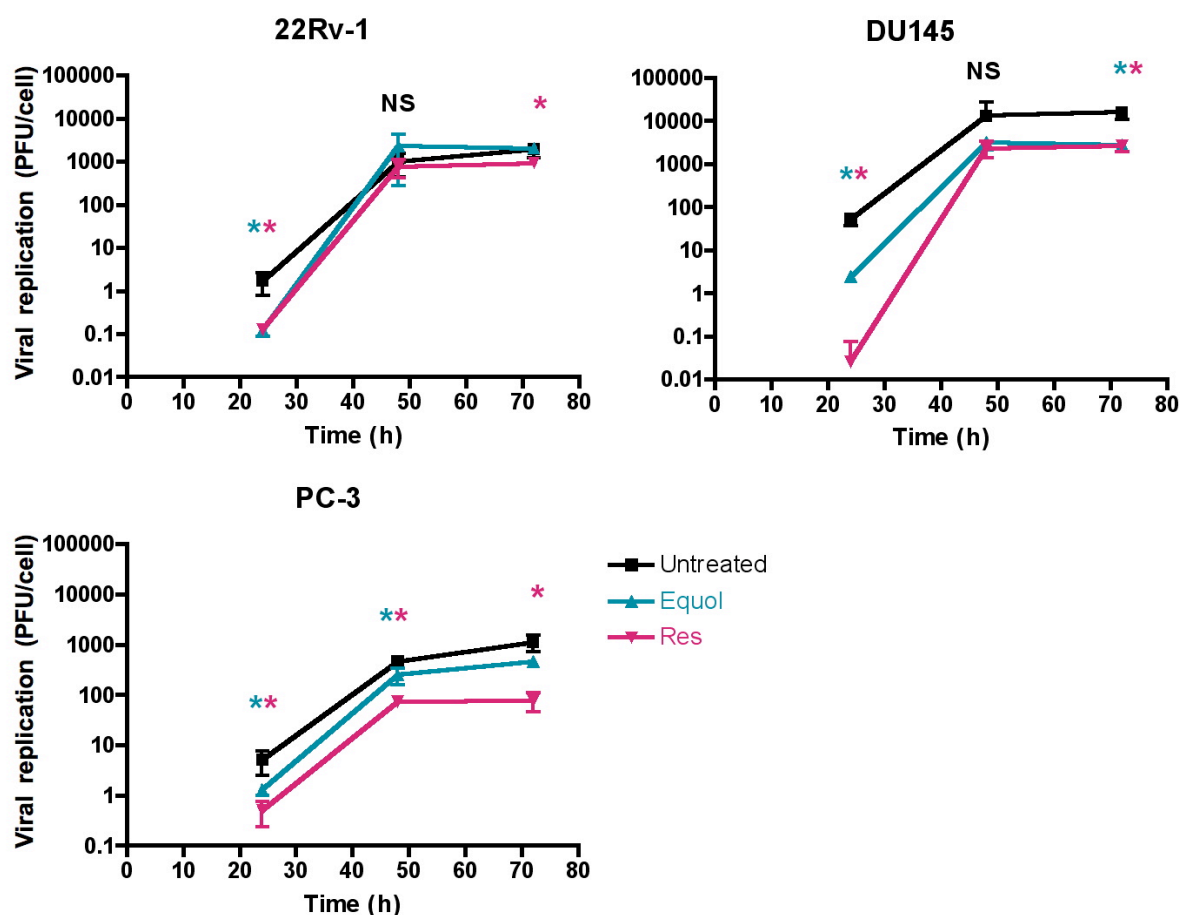 22Rv-1
Viral replication (PFU/cell)
100000
10000
1000
100
10
1
0.1
0.01
NS
**
*
0 10 20 30 40 50 60 70 80
Time (h)
DU145
Viral replication (PFU/cell)
100000
10000
1000
100
10
1
0.1
0.01
NS
**
**
0 10 20 30 40 50 60 70 80
Time (h)
PC-3
Viral replication (PFU/cell)
100000
10000
1000
100
10
1
0.1
*
**
**
0 10 20 30 40 50 60 70 80
Time (h)
Untreated
Equol
Res